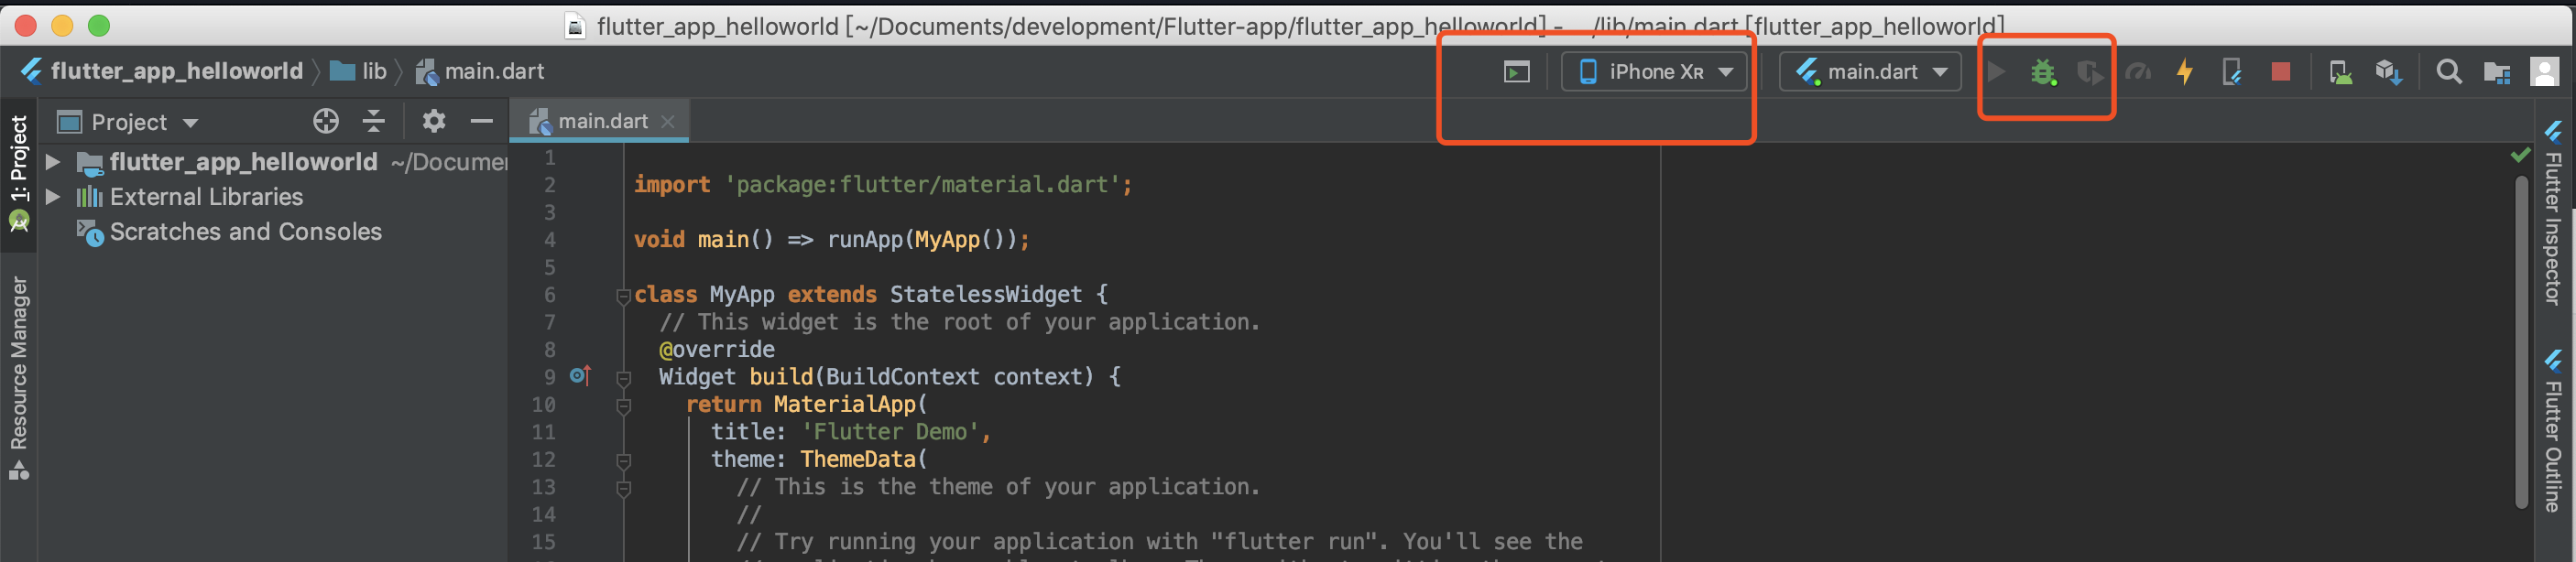 flutter_app_helloworld [~/Documents/development/Flutter-app/flutter_app_helloworld] - .../lib/main.dart [flutter_app_helloworld]
flutter_app_helloworld lib main.dart
iPhone XR
main.dart
1: Project
Resource Manager
Project
flutter_app_helloworld ~/Documen
External Libraries
Scratches and Consoles
main.dart
1
2 import 'package:flutter/material.dart';
3
4 void main() => runApp(MyApp());
5
6 class MyApp extends StatelessWidget {
7 // This widget is the root of your application.
8 @override
9 Widget build(BuildContext context) {
10 return MaterialApp(
11 title: 'Flutter Demo',
12 theme: ThemeData(
13 // This is the theme of your application.
14 //
15 // Try running your application with "flutter run". You'll see the
Flutter Inspector
Flutter Outline